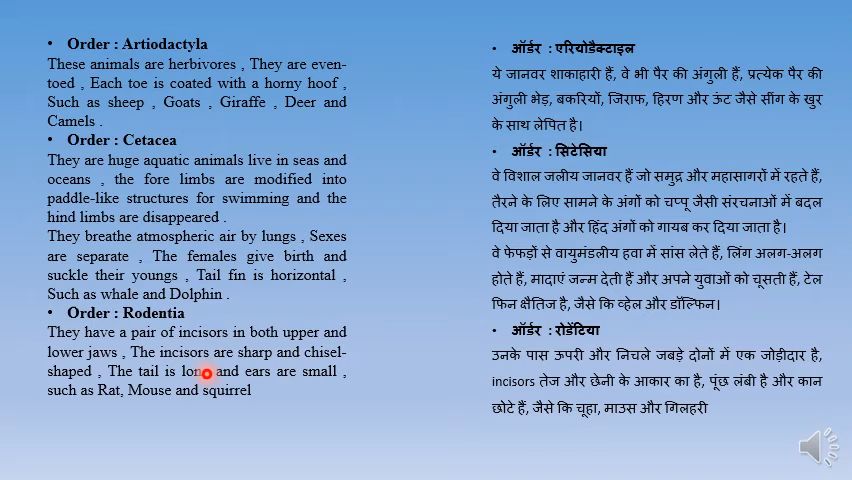 • Order : Artiodactyla
These animals are herbivores , They are even-
toed , Each toe is coated with a horny hoof ,
Such as sheep , Goats , Giraffe , Deer and
Camels .
• Order : Cetacea
They are huge aquatic animals live in seas and
oceans , the fore limbs are modified into
paddle-like structures for swimming and the
hind limbs are disappeared .
They breathe atmospheric air by lungs , Sexes
are separate , The females give birth and
suckle their youngs , Tail fin is horizontal ,
Such as whale and Dolphin .
• Order : Rodentia
They have a pair of incisors in both upper and
lower jaws , The incisors are sharp and chisel-
shaped , The tail is long and ears are small ,
such as Rat, Mouse and squirrel
• ऑर्डर : एरियोडैक्टाइल
ये जानवर शाकाहारी हैं, वे भी पैर की अंगुली हैं, प्रत्येक पैर की
अंगुली भेड़, बकरियों, जिराफ, हिरण और ऊंट जैसे सींग के खुर
के साथ लेपित है।
• ऑर्डर : सिटेसिया
वे विशाल जलीय जानवर हैं जो समुद्र और महासागरों में रहते हैं,
तैरने के लिए सामने के अंगों को चप्पू जैसी संरचनाओं में बदल
दिया जाता है और हिंद अंगों को गायब कर दिया जाता है।
वे फेफड़ों से वायुमंडलीय हवा में सांस लेते हैं, लिंग अलग-अलग
होते हैं, मादाएं जन्म देती हैं और अपने युवाओं को चूसती हैं, टेल
फिन क्षैतिज है, जैसे कि व्हेल और डॉल्फिन।
• ऑर्डर : रोडेंटिया
उनके पास ऊपरी और निचले जबड़े दोनों में एक जोड़ीदार है,
incisors तेज और छेनी के आकार का है, पूंछ लंबी है और कान
छोटे हैं, जैसे कि चूहा, माउस और गिलहरी